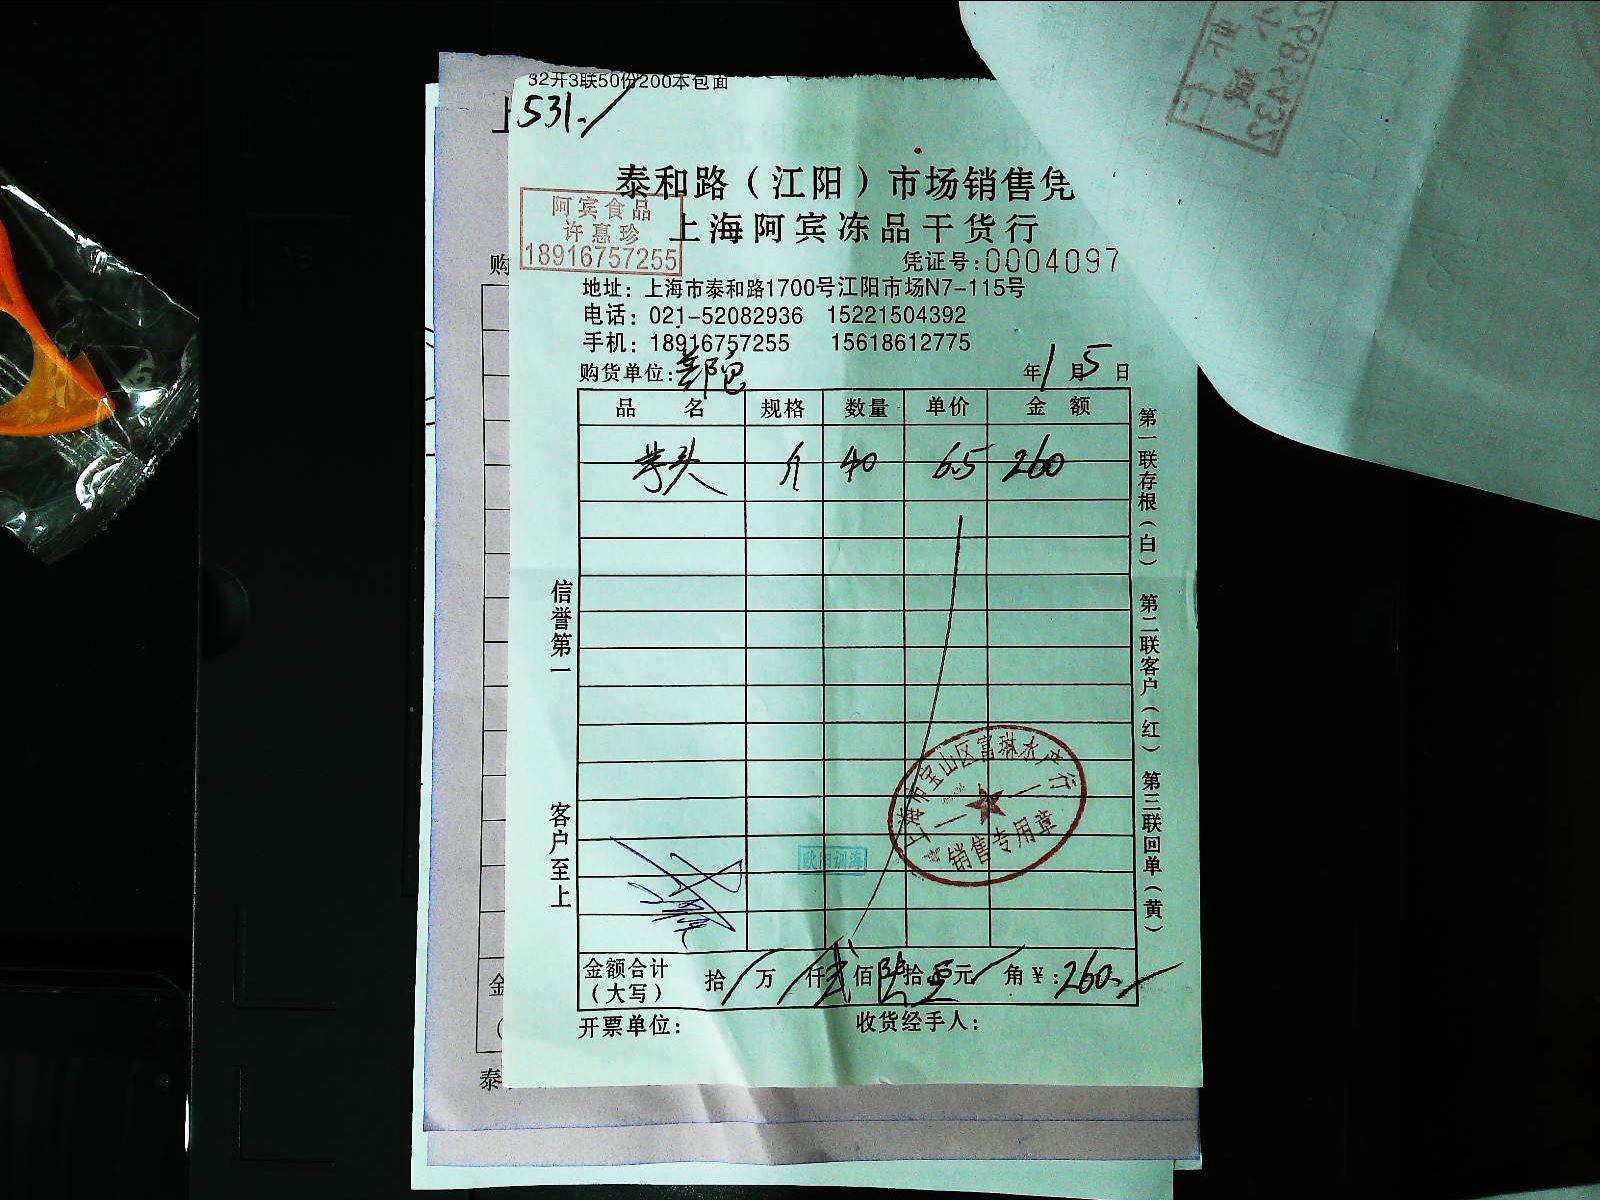 32开3联50份200本包面
531.
泰和路（江阳）市场销售凭
阿宾食品
许惠珍
18916757255
上海阿宾冻品干货行
凭证号:0004097
地址：上海市泰和路1700号江阳市场N7-115号
电话：021-52082936 15221504392
手机：18916757255 15618612775
购货单位:
年1月5日
品 名 规格 数量 单价 金 额
芋头 40 6.5 260
第一联存根（白） 第二联客户（红） 第三联回单（黄）
信誉第一
客户至上
上海市宝山区富琳水产行
销售专用章
金额合计（大写） 拾 万 仟 贰佰陆拾 元 角 ¥:260.
开票单位: 收货经手人:
购
金
泰